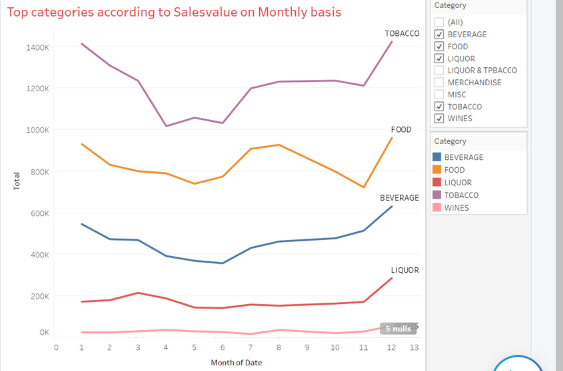 Top categories according to Salesvalue on Monthly basis
Total
1400K
1200K
1000K
800K
600K
400K
200K
0K
TOBACCO
FOOD
BEVERAGE
LIQUOR
5 nulls
0 1 2 3 4 5 6 7 8 9 10 11 12 13
Month of Date
Category
(All)
BEVERAGE
FOOD
LIQUOR
LIQUOR & TPBACCO
MERCHANDISE
MISC
TOBACCO
WINES
Category
BEVERAGE
FOOD
LIQUOR
TOBACCO
WINES